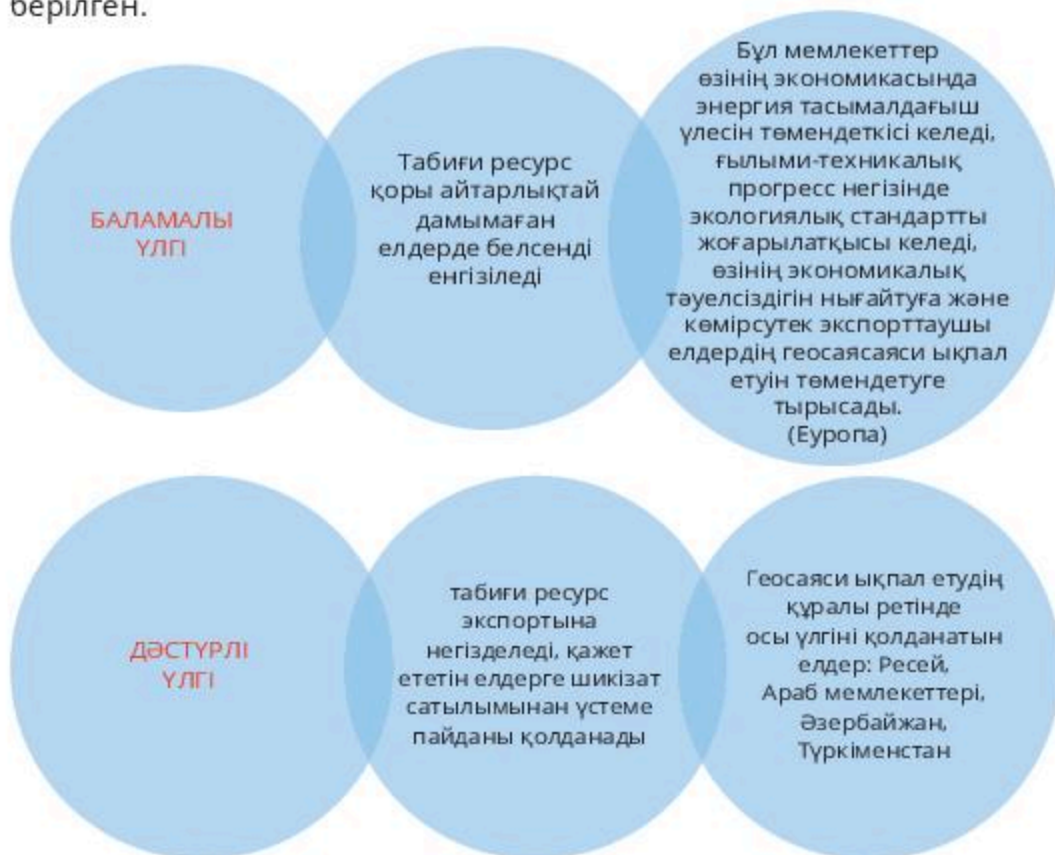 берілген.
БАЛАМАЛЫ
ҮЛГІ
Табиғи ресурс
қоры айтарлықтай
дамымаған
елдерде белсенді
енгізіледі
Бұл мемлекеттер
өзінің экономикасында
энергия тасымалдағыш
үлесін төмендеткісі келеді,
ғылыми-техникалық
прогресс негізінде
экологиялық стандартты
жоғарылатқысы келеді,
өзінің экономикалық
тәуелсіздігін нығайтуға және
көмірсутек экспорттаушы
елдердің геосаясаяси ықпал
етуін төмендетуге
тырысады.
(Еуропа)
ДӘСТҮРЛІ
ҮЛГІ
табиғи ресурс
экспортына
негізделеді, қажет
ететін елдерге шикізат
сатылымынан үстеме
пайданы қолданады
Геосаяси ықпал етудің
құралы ретінде
осы үлгіні қолданатын
елдер: Ресей,
Араб мемлекеттері,
Әзербайжан,
Түркіменстан